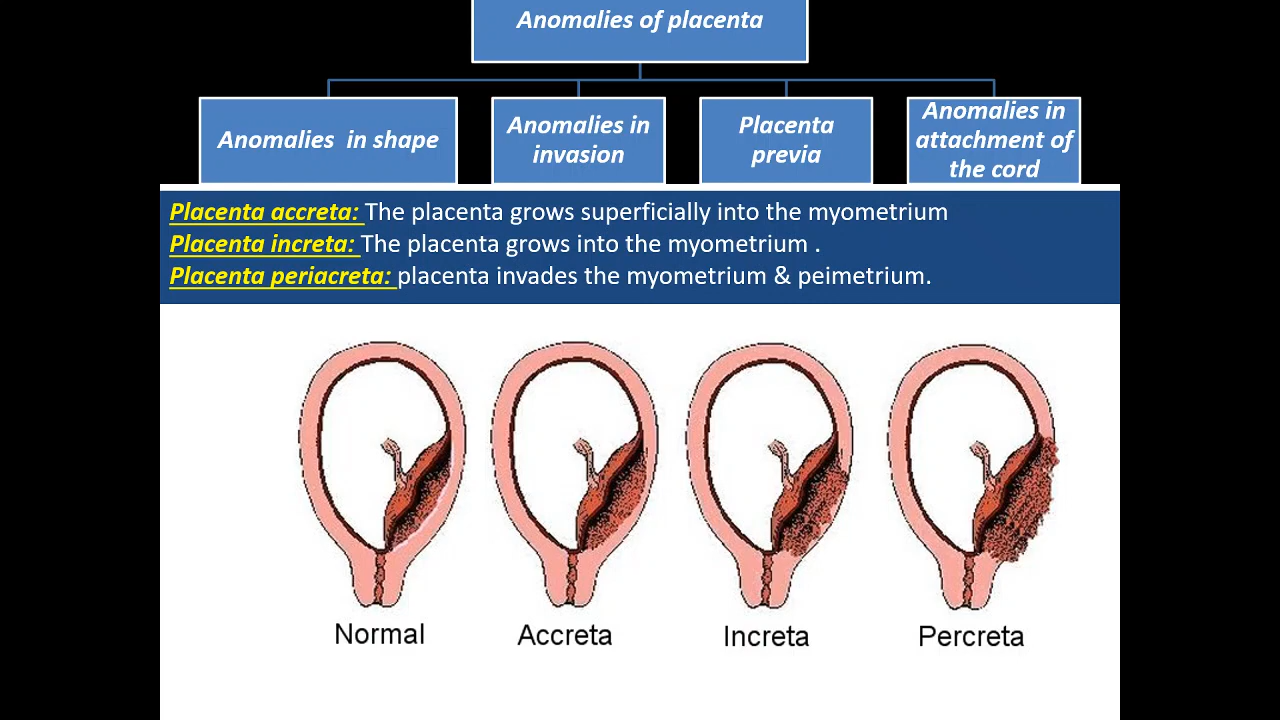 Anomalies of placenta
Anomalies in shape
Anomalies in
invasion
Placenta
previa
Anomalies in
attachment of
the cord
Placenta accreta: The placenta grows superficially into the myometrium
Placenta increta: The placenta grows into the myometrium .
Placenta periacreta: placenta invades the myometrium & peimetrium.
Normal
Accreta
Increta
Percreta